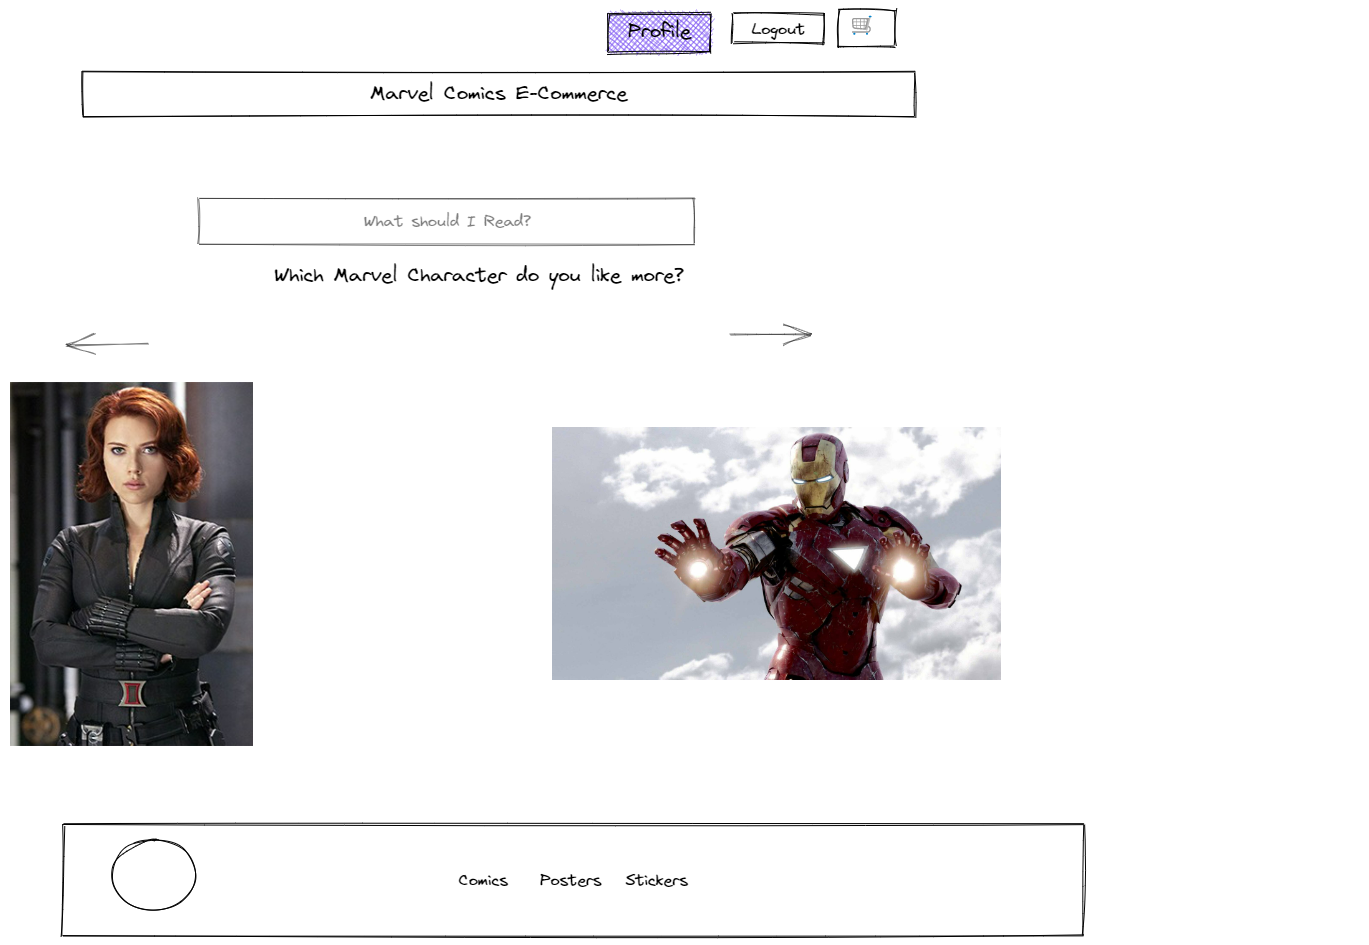 Profile
Logout
Marvel Comics E-Commerce
What should I Read?
Which Marvel Character do you like more?
Comics
Posters
Stickers